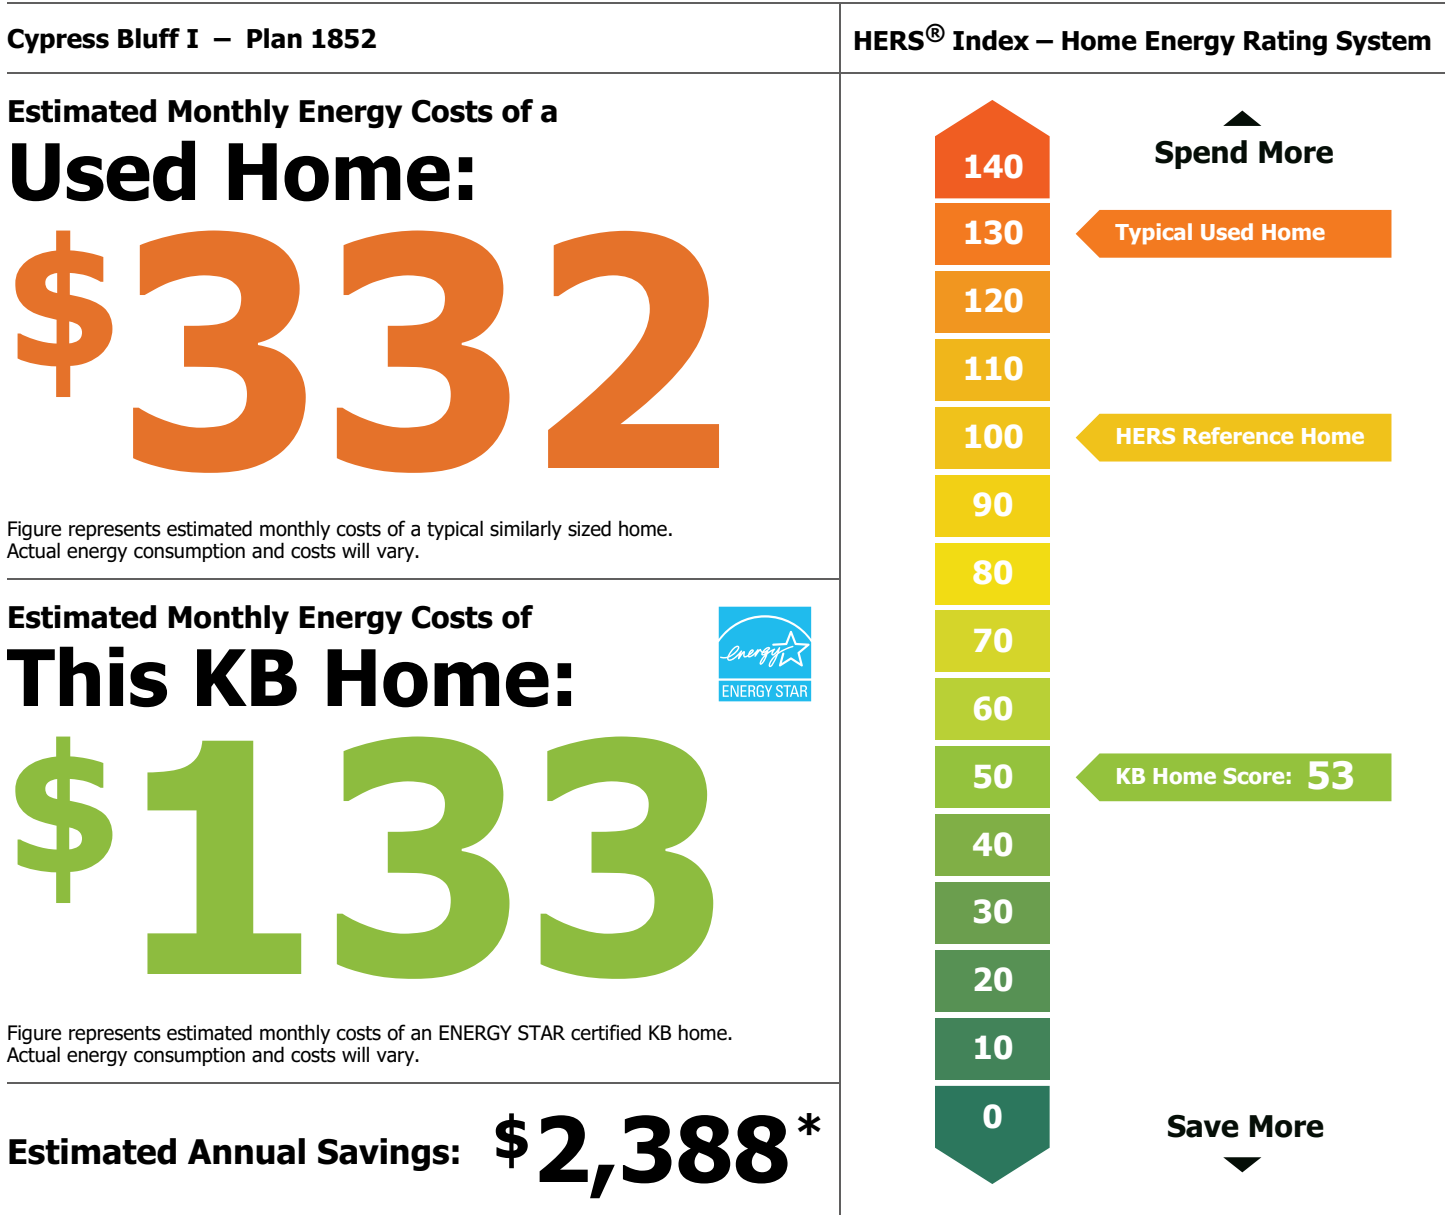 Cypress Bluff I – Plan 1852
Estimated Monthly Energy Costs of a
Used Home:
$332
Figure represents estimated monthly costs of a typical similarly sized home.
Actual energy consumption and costs will vary.
Estimated Monthly Energy Costs of
This KB Home:
energy
ENERGY STAR
$133
Figure represents estimated monthly costs of an ENERGY STAR certified KB home.
Actual energy consumption and costs will vary.
Estimated Annual Savings: $2,388*
HERS® Index – Home Energy Rating System
Spend More
140
130 Typical Used Home
120
110
100 HERS Reference Home
90
80
70
60
50 KB Home Score: 53
40
30
20
10
0
Save More